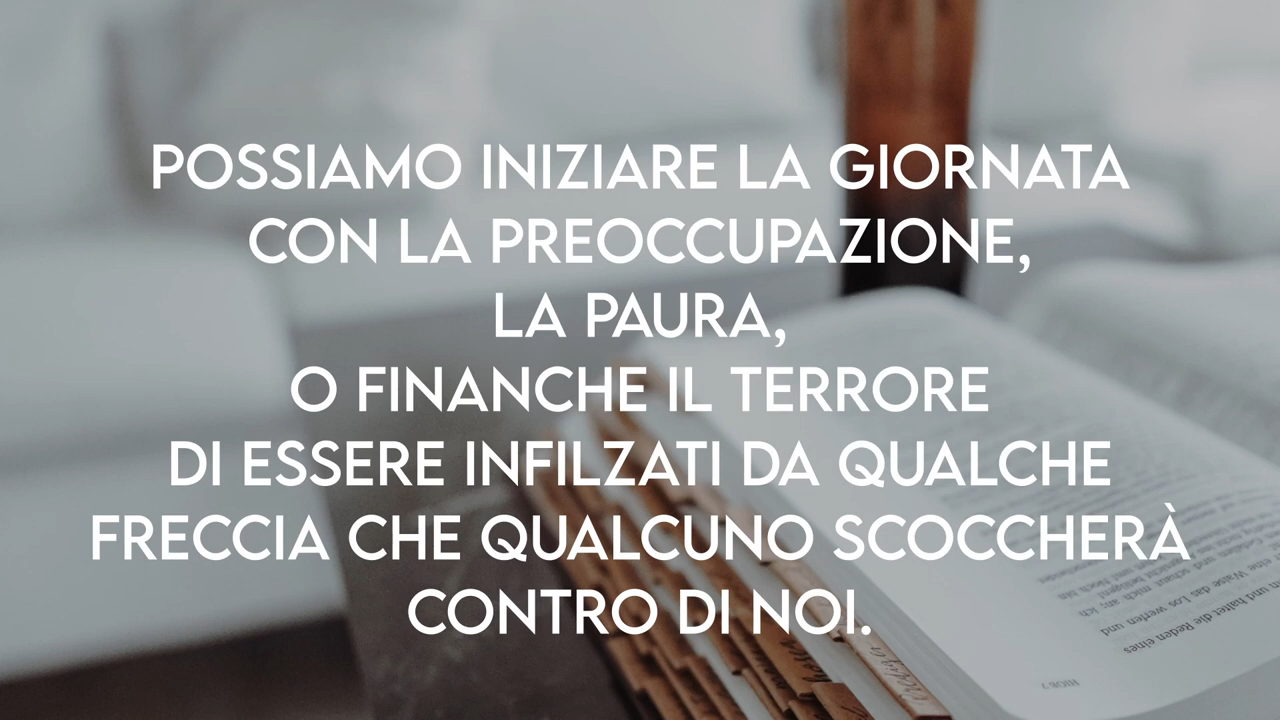 POSSIAMO INIZIARE LA GIORNATA
CON LA PREOCCUPAZIONE,
LA PAURA,
O FINANCHE IL TERRORE
DI ESSERE INFILZATI DA QUALCHE
FRECCIA CHE QUALCUNO SCOCCHERÀ
CONTRO DI NOI.